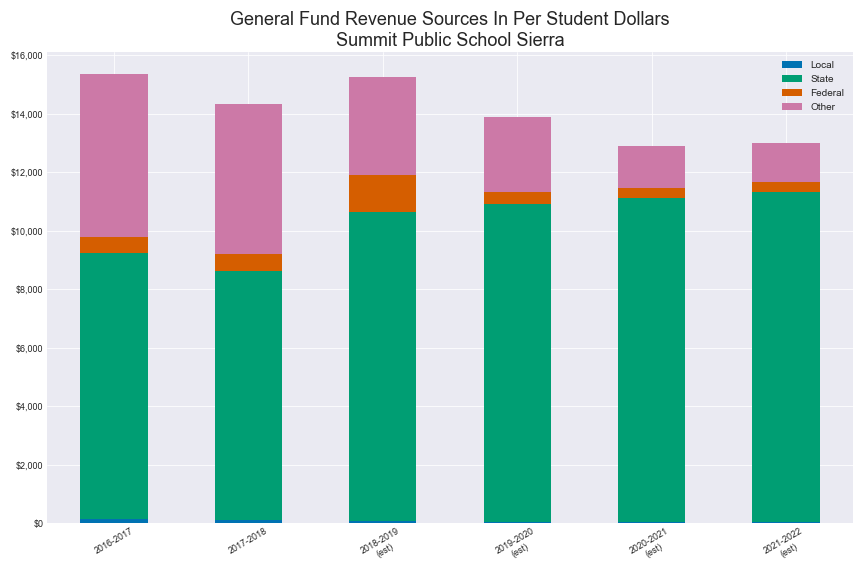 General Fund Revenue Sources In Per Student Dollars
Summit Public School Sierra
$16,000
$14,000
$12,000
$10,000
$8,000
$6,000
$4,000
$2,000
$0
Local
State
Federal
Other
2016-2017
2017-2018
2018-2019
(est)
2019-2020
(est)
2020-2021
(est)
2021-2022
(est)